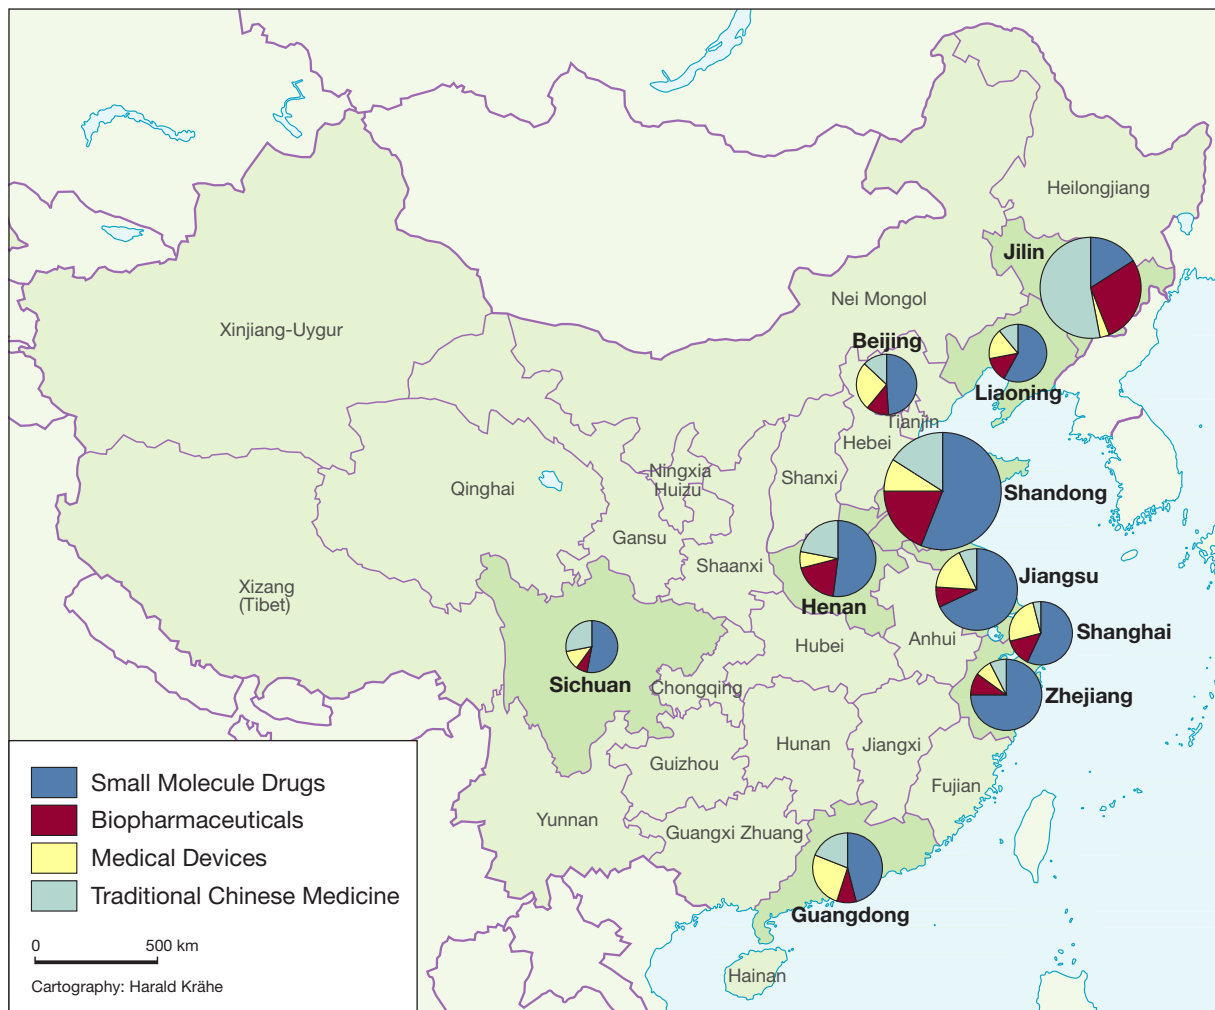 Heilongjiang
Jilin
Nei Mongol
Xinjiang-Uygur
Beijing
Liaoning
Tianjin
Hebei
Ningxia
Huizu
Shanxi
Qinghai
Shandong
Gansu
Shaanxi
Jiangsu
Xizang
(Tibet)
Henan
Shanghai
Anhui
Hubei
Sichuan
Chongqing
Zhejiang
Hunan
Jiangxi
Guizhou
Fujian
Yunnan
Guangxi Zhuang
Guangdong
Hainan
Small Molecule Drugs
Biopharmaceuticals
Medical Devices
Traditional Chinese Medicine
0 500 km
Cartography: Harald Krähe